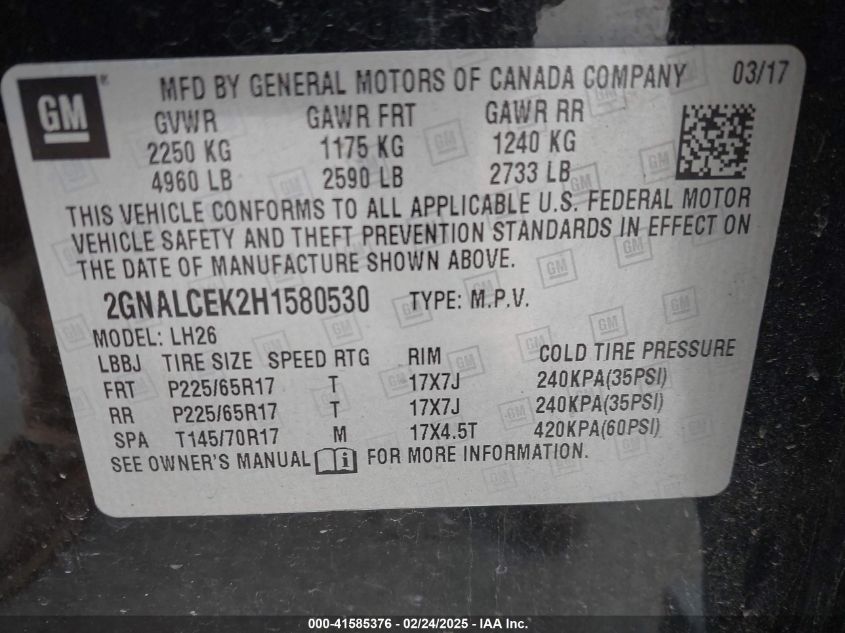 GM ® MFD BY GENERAL MOTORS OF CANADA COMPANY 03/17
GVWR GAWR FRT GAWR RR
2250 KG 1175 KG 1240 KG
4960 LB 2590 LB 2733 LB
THIS VEHICLE CONFORMS TO ALL APPLICABLE U.S. FEDERAL MOTOR
VEHICLE SAFETY AND THEFT PREVENTION STANDARDS IN EFFECT ON
THE DATE OF MANUFACTURE SHOWN ABOVE.
2GNALCEK2H1580530 TYPE: M.P.V.
MODEL: LH26
LBBJ TIRE SIZE SPEED RTG RIM COLD TIRE PRESSURE
FRT P225/65R17 T 17X7J 240KPA(35PSI)
RR P225/65R17 T 17X7J 240KPA(35PSI)
SPA T145/70R17 M 17X4.5T 420KPA(60PSI)
SEE OWNER'S MANUAL i FOR MORE INFORMATION.
000-41585376 - 02/24/2025 - IAA Inc.